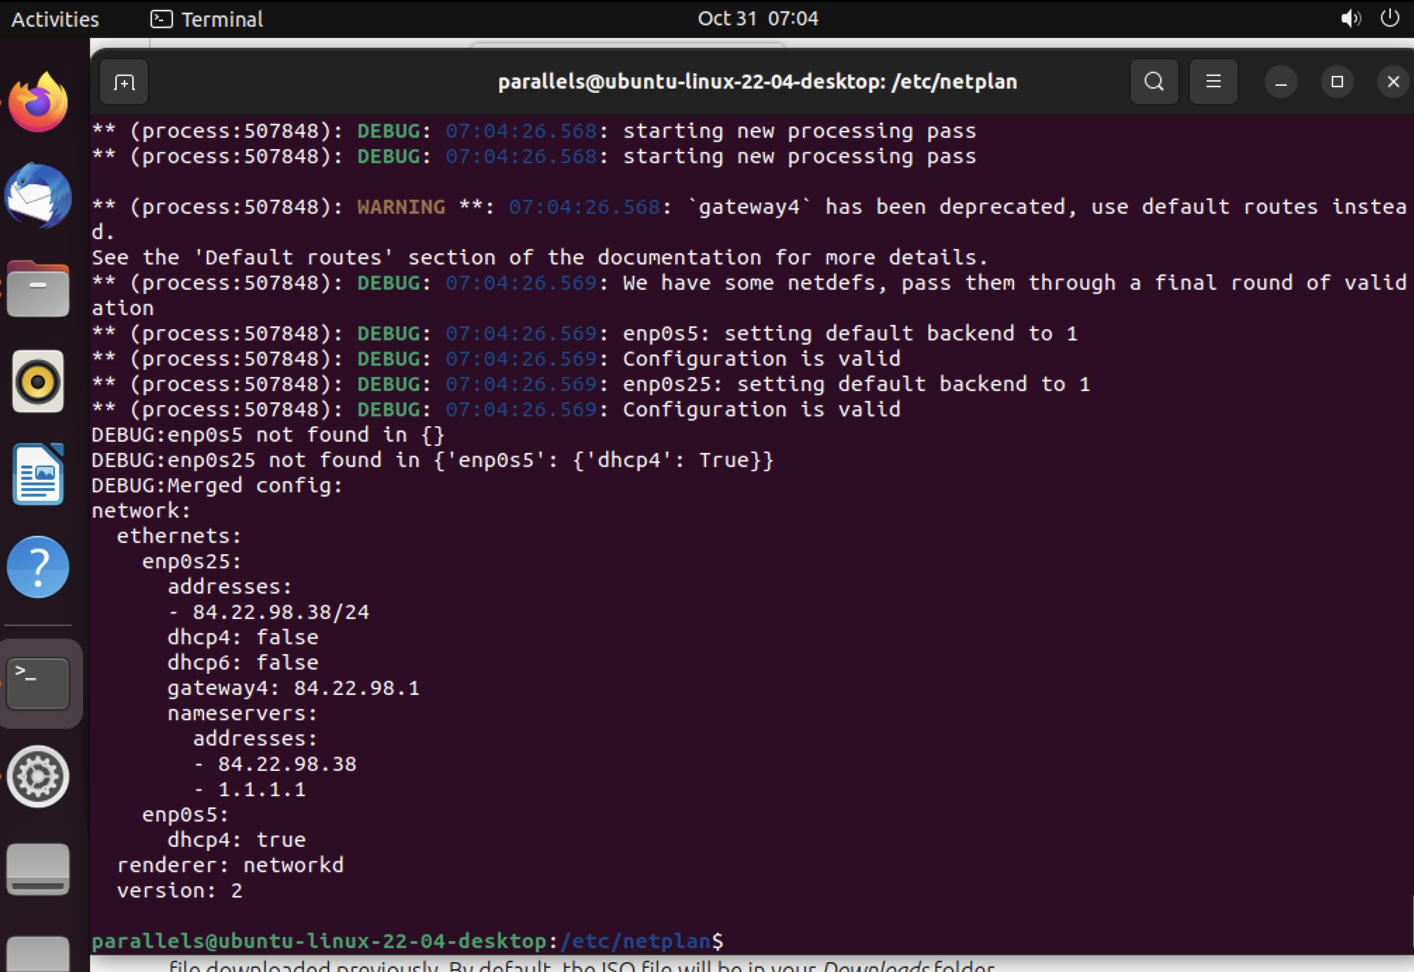 Activities Terminal Oct 31 07:04
parallels@ubuntu-linux-22-04-desktop: /etc/netplan
** (process:507848): DEBUG: 07:04:26.568: starting new processing pass
** (process:507848): DEBUG: 07:04:26.568: starting new processing pass
** (process:507848): WARNING **: 07:04:26.568: `gateway4` has been deprecated, use default routes instea
d.
See the 'Default routes' section of the documentation for more details.
** (process:507848): DEBUG: 07:04:26.569: We have some netdefs, pass them through a final round of valid
ation
** (process:507848): DEBUG: 07:04:26.569: enp0s5: setting default backend to 1
** (process:507848): DEBUG: 07:04:26.569: Configuration is valid
** (process:507848): DEBUG: 07:04:26.569: enp0s25: setting default backend to 1
** (process:507848): DEBUG: 07:04:26.569: Configuration is valid
DEBUG:enp0s5 not found in {}
DEBUG:enp0s25 not found in {'enp0s5': {'dhcp4': True}}
DEBUG:Merged config:
network:
  ethernets:
    enp0s25:
      addresses:
      - 84.22.98.38/24
      dhcp4: false
      dhcp6: false
      gateway4: 84.22.98.1
      nameservers:
        addresses:
        - 84.22.98.38
        - 1.1.1.1
    enp0s5:
      dhcp4: true
  renderer: networkd
  version: 2
parallels@ubuntu-linux-22-04-desktop:/etc/netplan$
file downloaded previously. By default, the ISO file will be in your Downloads folder